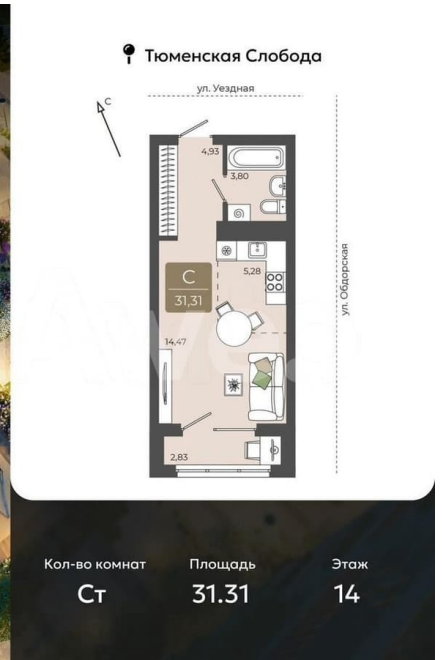 Тюменская Слобода
ул. Уездная
С
4,93
3,80
С
31,31
5,28
ул. Обдорская
14,47
2,83
Кол-во комнат
Площадь
Этаж
Ст
31.31
14